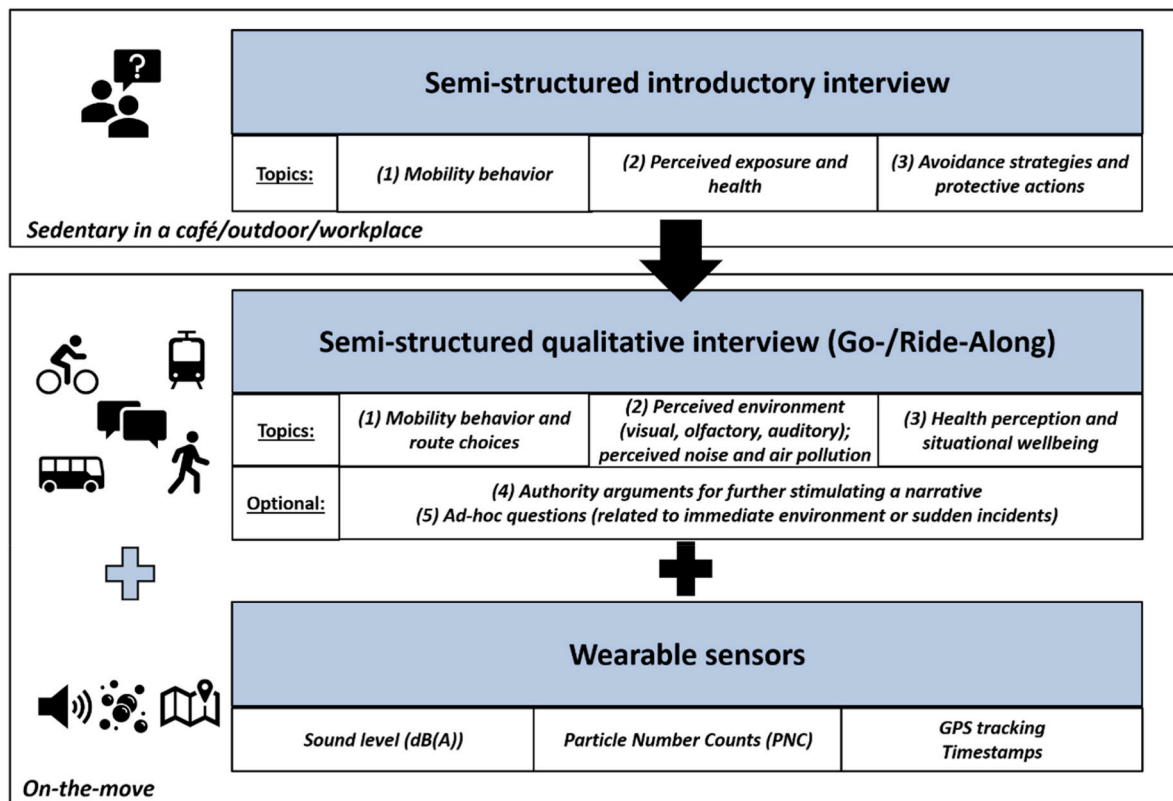 ?
Semi-structured introductory interview
Topics:
(1) Mobility behavior
(2) Perceived exposure and
health
(3) Avoidance strategies and
protective actions
Sedentary in a café/outdoor/workplace
Semi-structured qualitative interview (Go-/Ride-Along)
Topics:
(1) Mobility behavior and
route choices
(2) Perceived environment
(visual, olfactory, auditory);
perceived noise and air pollution
(3) Health perception and
situational wellbeing
Optional:
(4) Authority arguments for further stimulating a narrative
(5) Ad-hoc questions (related to immediate environment or sudden incidents)
Wearable sensors
Sound level (dB(A))
Particle Number Counts (PNC)
GPS tracking
Timestamps
On-the-move